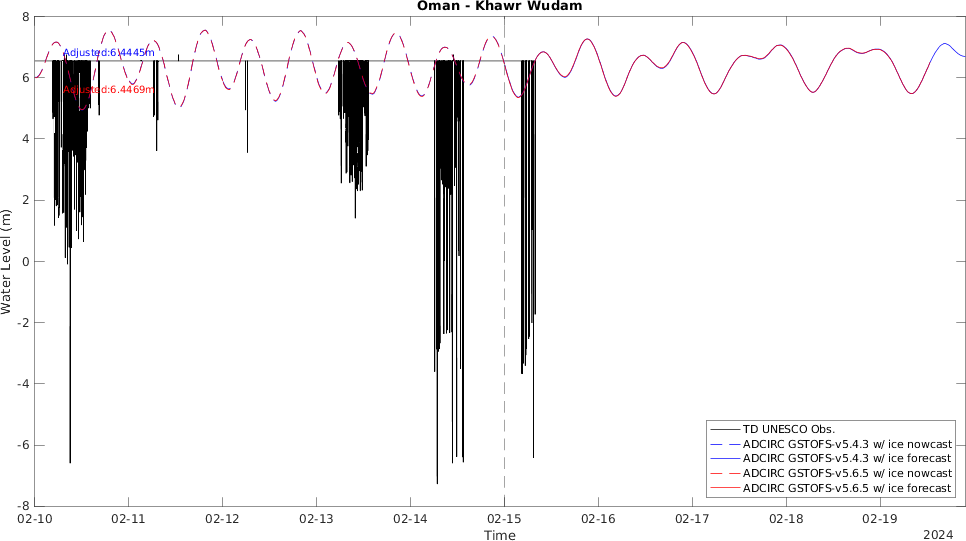 Oman - Khawr Wudam
8
6
4
2
0
-2
-4
-6
-8
Water Level (m)
Adjusted:6.4445m
Adjusted:6.4469m
TD UNESCO Obs.
ADCIRC GSTOFS-v5.4.3 w/ ice nowcast
ADCIRC GSTOFS-v5.4.3 w/ ice forecast
ADCIRC GSTOFS-v5.6.5 w/ ice nowcast
ADCIRC GSTOFS-v5.6.5 w/ ice forecast
02-10 02-11 02-12 02-13 02-14 02-15 02-16 02-17 02-18 02-19
Time
2024